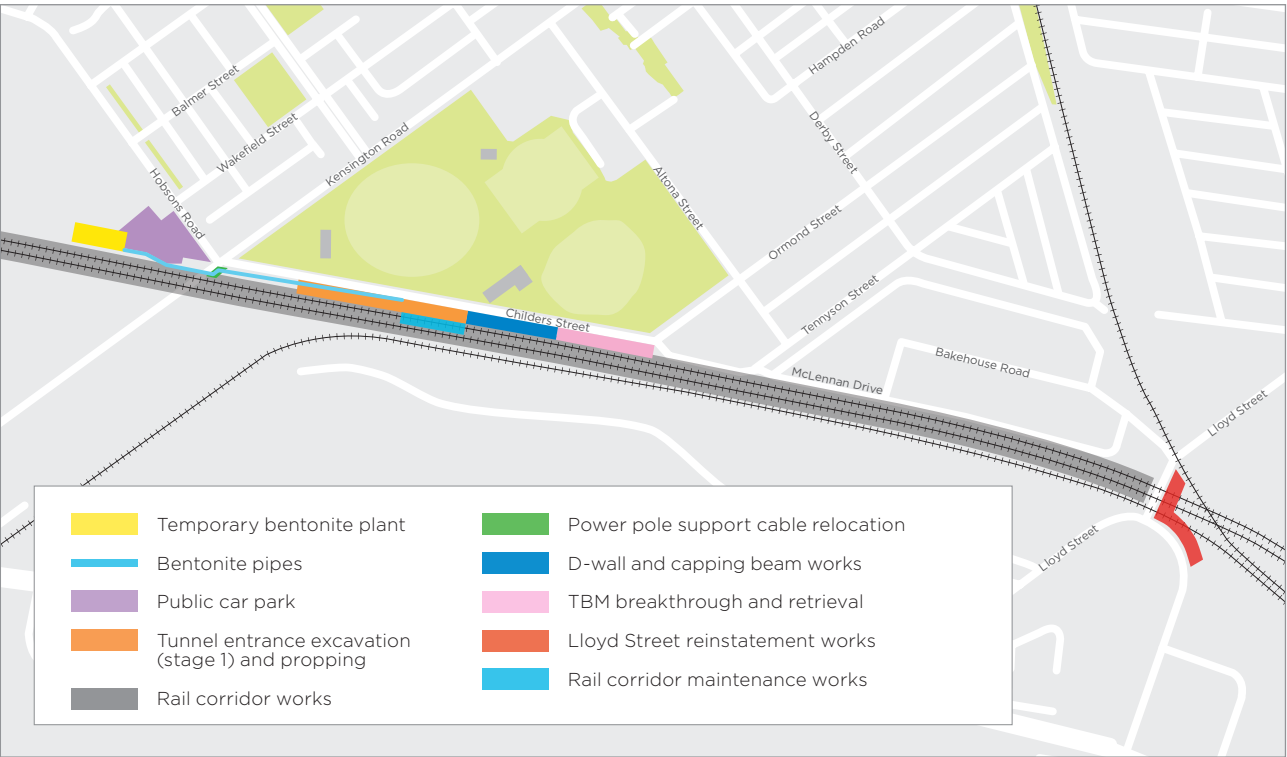 Hampden Road
Balmer Street
Wakefield Street
Kensington Road
Derby Street
Hobsons Road
Altona Street
Ormond Street
Tennyson Street
Childers Street
Bakehouse Road
McLennan Drive
Lloyd Street
Lloyd Street
Temporary bentonite plant
Bentonite pipes
Public car park
Tunnel entrance excavation
(stage 1) and propping
Rail corridor works
Power pole support cable relocation
D-wall and capping beam works
TBM breakthrough and retrieval
Lloyd Street reinstatement works
Rail corridor maintenance works